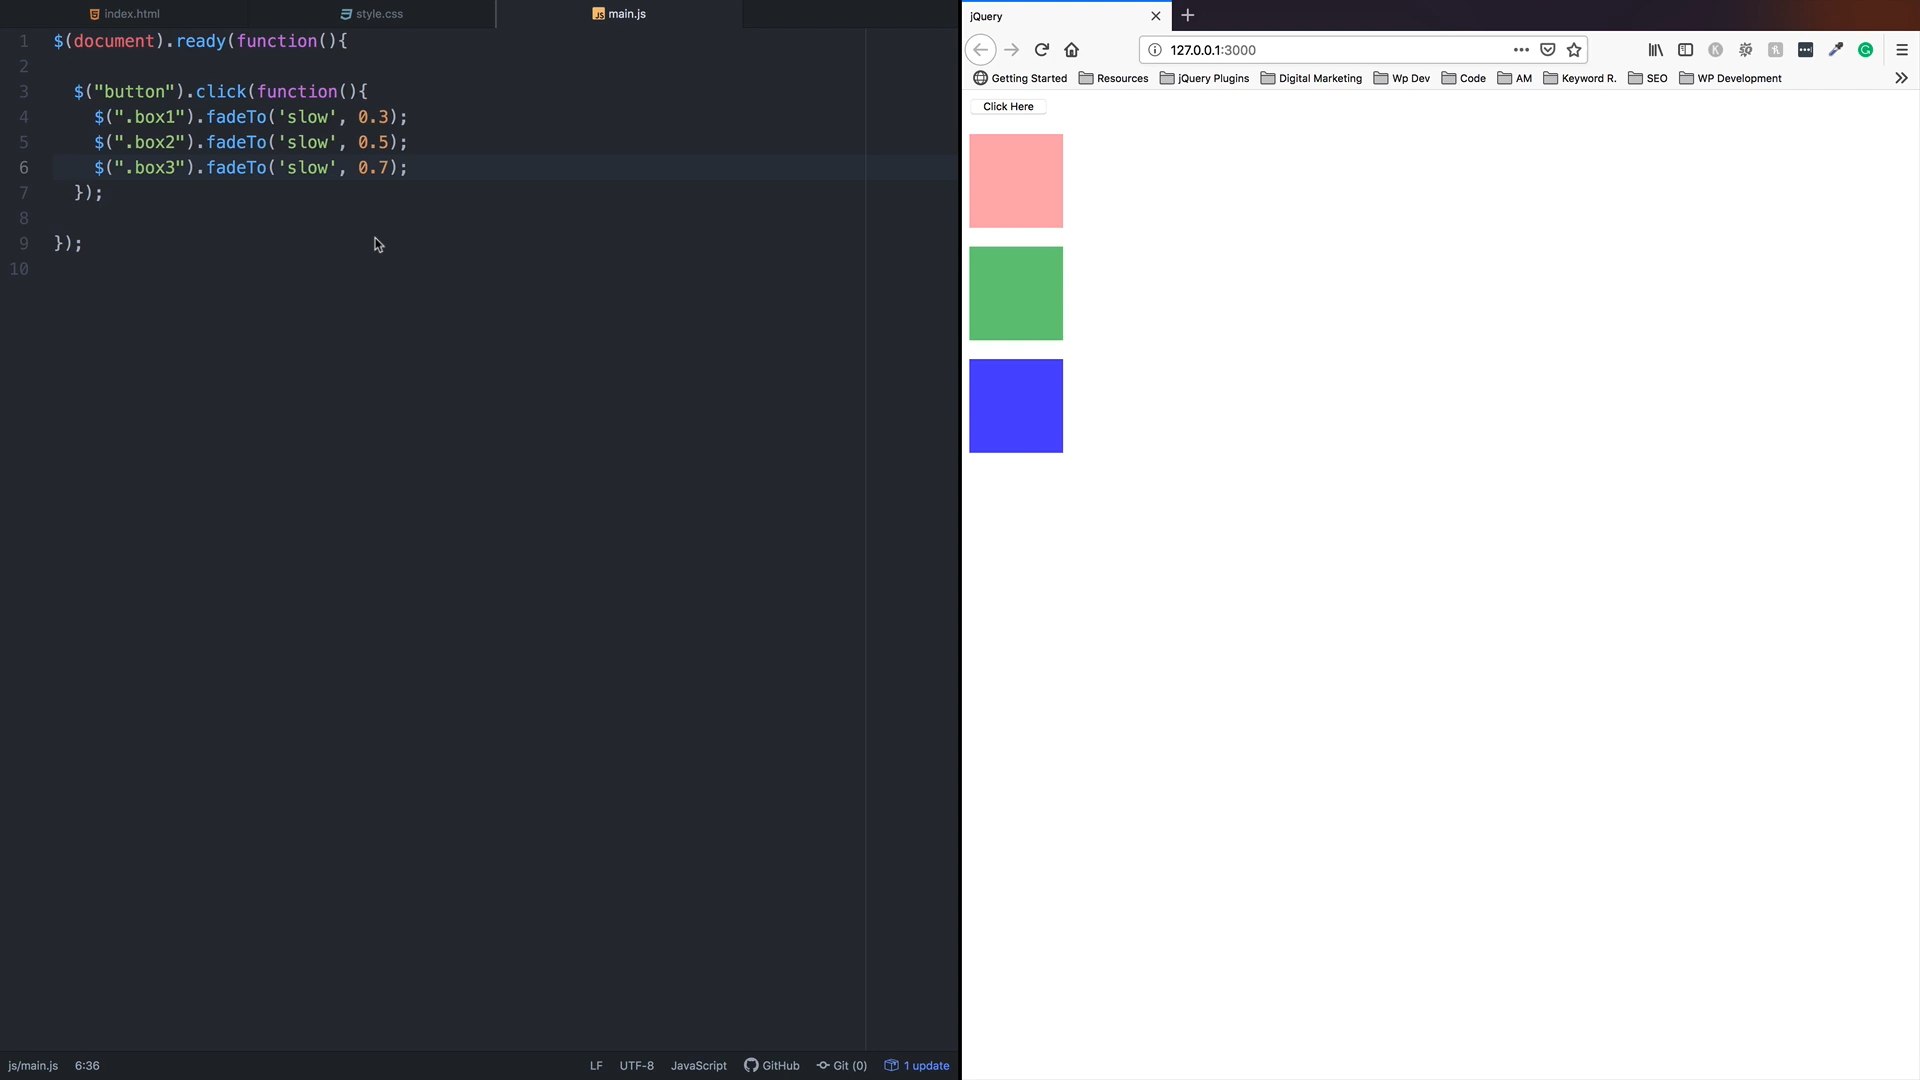 index.html
style.css
main.js
1 $(document).ready(function(){
2
3 $("button").click(function(){
4 $(".box1").fadeTo('slow', 0.3);
5 $(".box2").fadeTo('slow', 0.5);
6 $(".box3").fadeTo('slow', 0.7);
7 });
8
9 });
10
js/main.js 6:36
LF UTF-8 JavaScript GitHub Git (0) 1 update
jQuery
127.0.0.1:3000
Getting Started Resources jQuery Plugins Digital Marketing Wp Dev Code AM Keyword R. SEO WP Development
Click Here